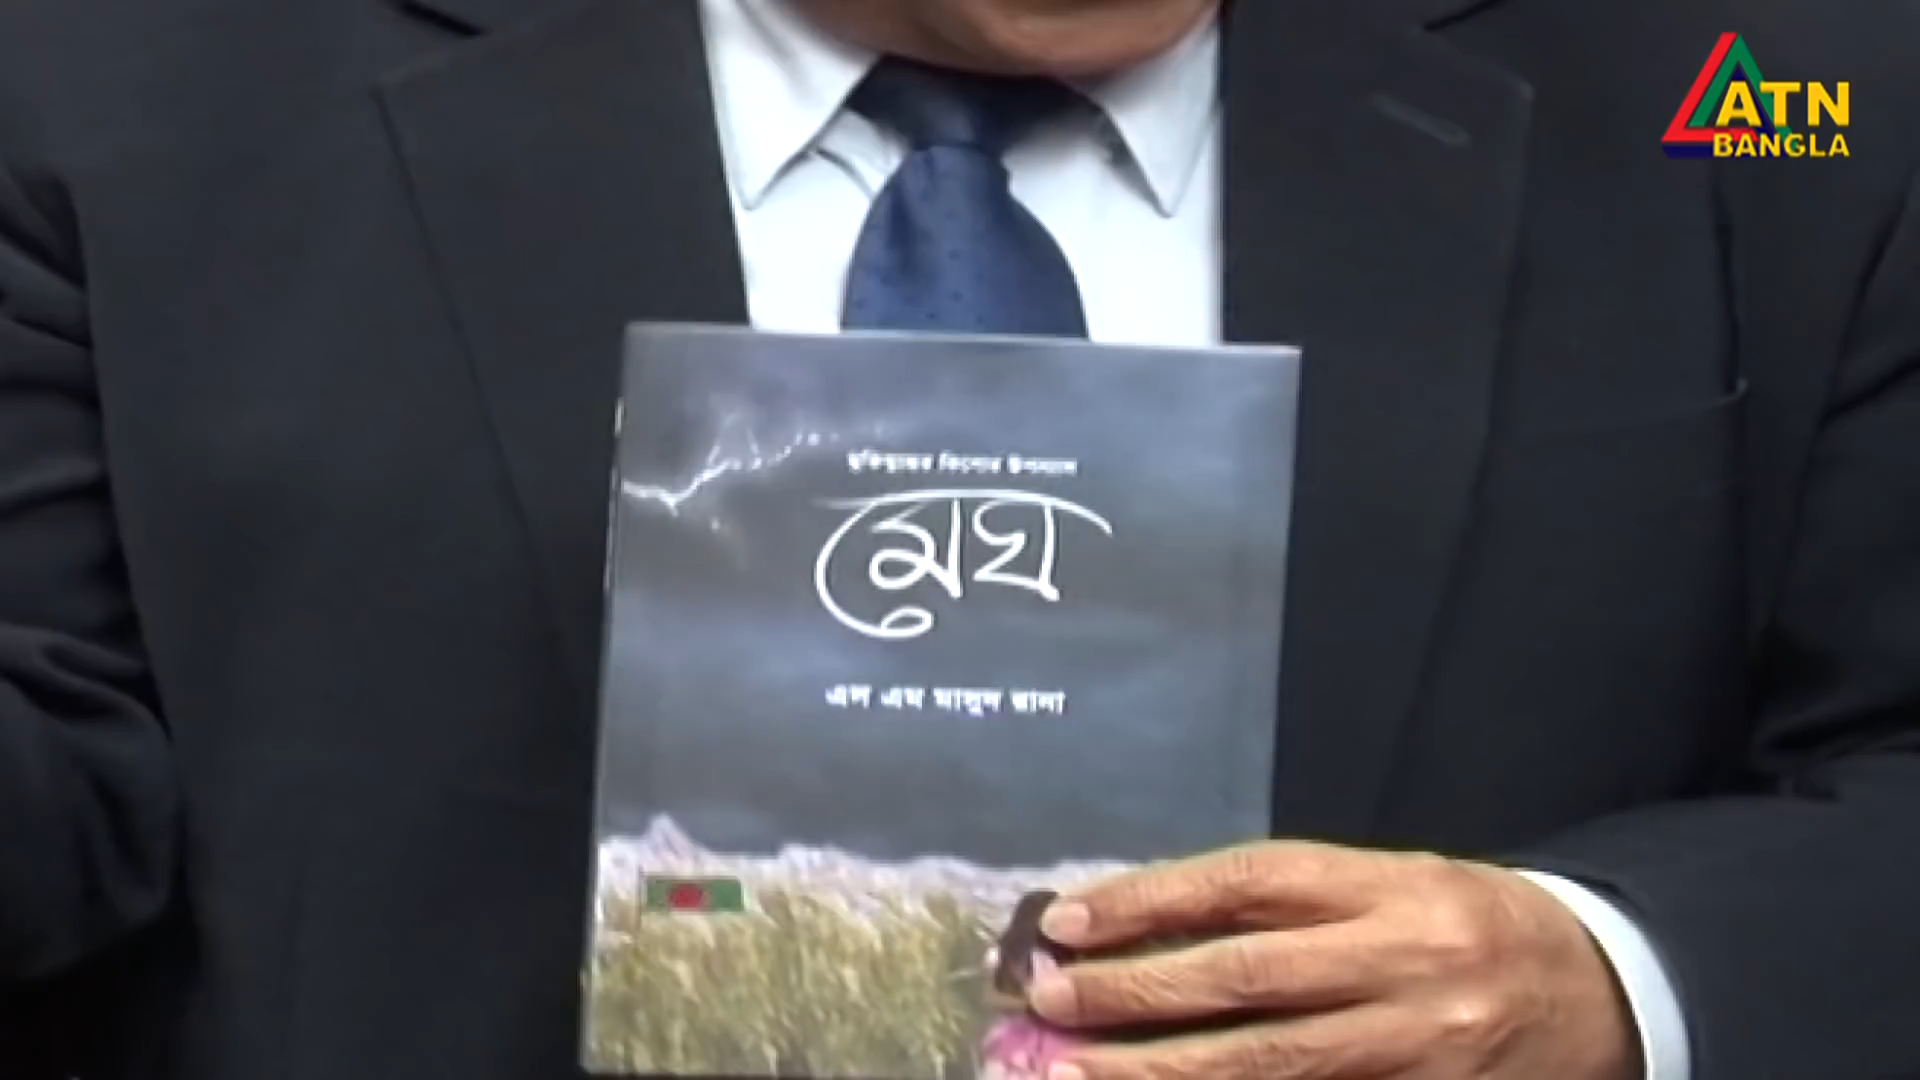 ATN
BANGLA
মুক্তিযুদ্ধের কিশোর উপন্যাস
মেঘ
এস এম মাসুদ রানা